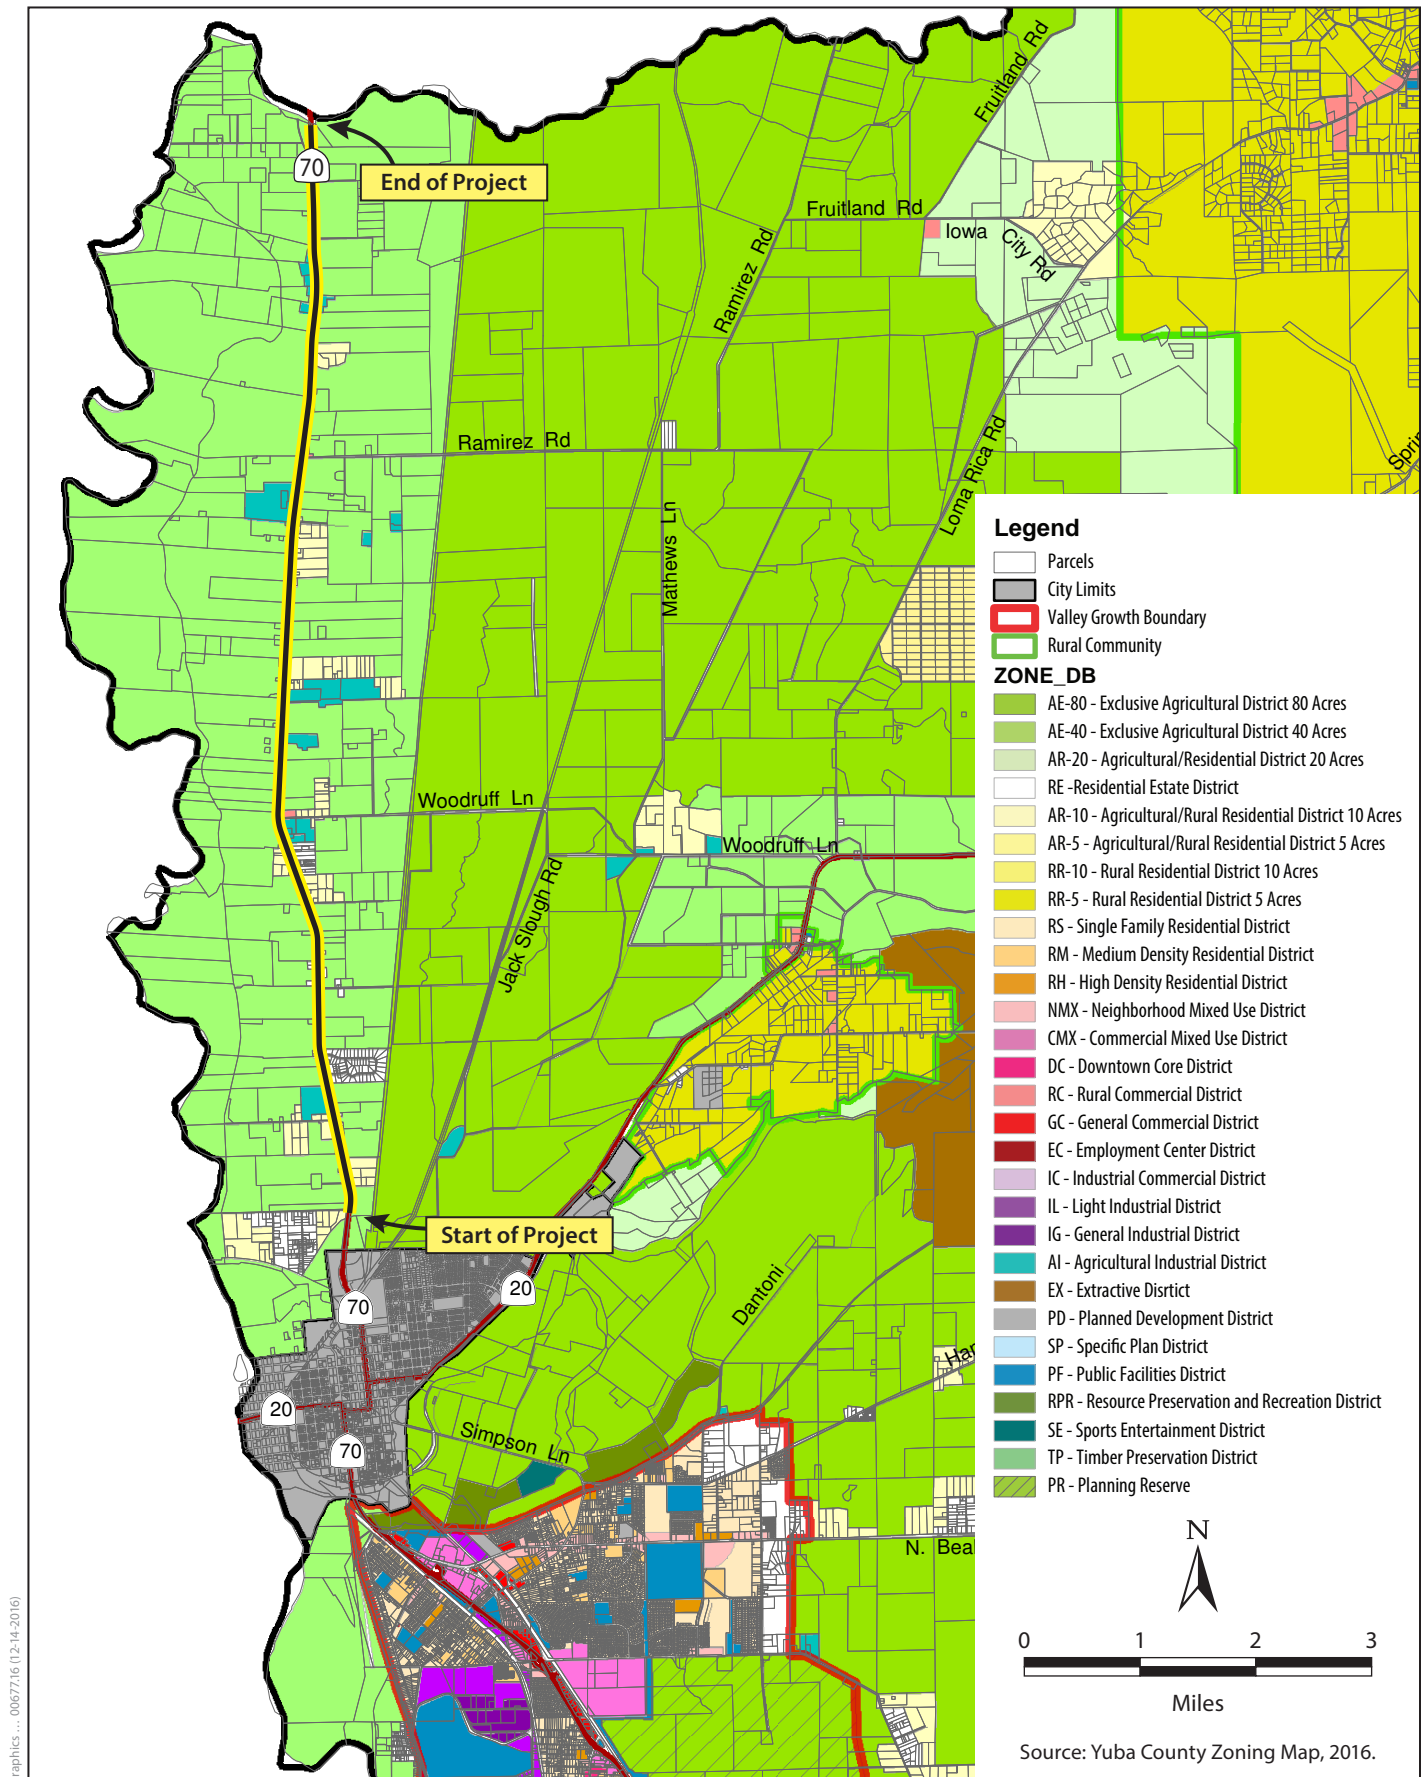 Fruitland Rd
70
End of Project
Fruitland Rd
Iowa
City Rd
Ramirez Rd
Ramirez Rd
Loma Rica Rd
Mathews Ln
Legend
Parcels
City Limits
Valley Growth Boundary
Rural Community
ZONE_DB
AE-80 - Exclusive Agricultural District 80 Acres
AE-40 - Exclusive Agricultural District 40 Acres
AR-20 - Agricultural/Residential District 20 Acres
RE -Residential Estate District
AR-10 - Agricultural/Rural Residential District 10 Acres
AR-5 - Agricultural/Rural Residential District 5 Acres
RR-10 - Rural Residential District 10 Acres
RR-5 - Rural Residential District 5 Acres
RS - Single Family Residential District
RM - Medium Density Residential District
RH - High Density Residential District
NMX - Neighborhood Mixed Use District
CMX - Commercial Mixed Use District
DC - Downtown Core District
RC - Rural Commercial District
GC - General Commercial District
EC - Employment Center District
IC - Industrial Commercial District
IL - Light Industrial District
IG - General Industrial District
AI - Agricultural Industrial District
EX - Extractive Disrtict
PD - Planned Development District
SP - Specific Plan District
PF - Public Facilities District
RPR - Resource Preservation and Recreation District
SE - Sports Entertainment District
TP - Timber Preservation District
PR - Planning Reserve
Woodruff Ln
Woodruff Ln
Jack Slough Rd
Start of Project
20
70
Dantoni
Har
20
70
Simpson Ln
N. Beal
N
0 1 2 3
Miles
Source: Yuba County Zoning Map, 2016.
raphics … 00677.16 (12-14-2016)